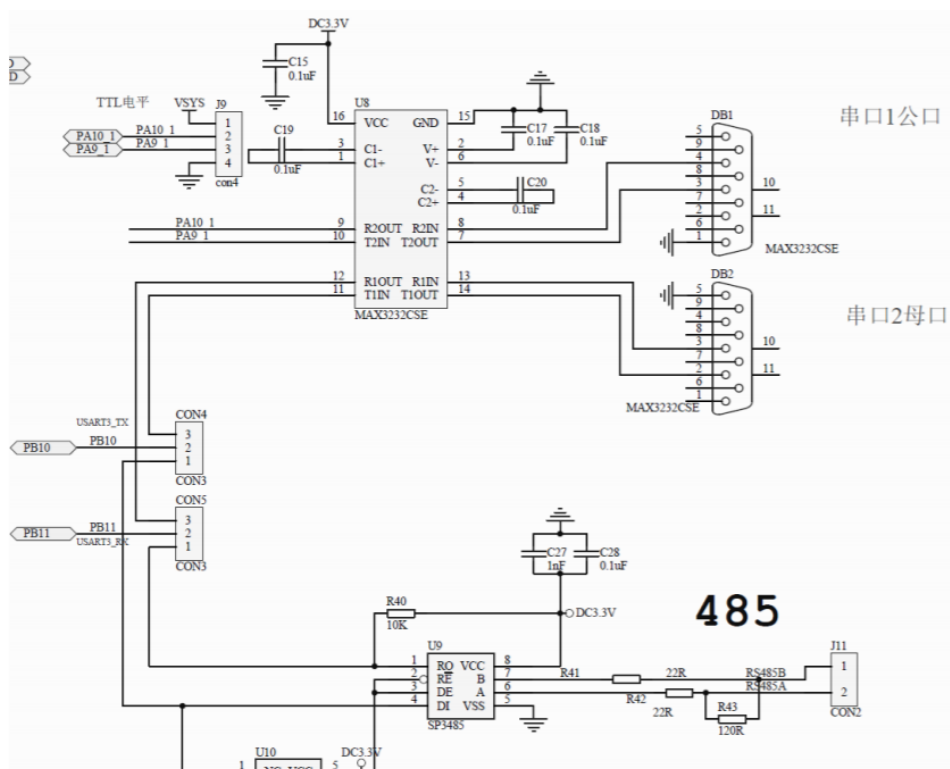 DC3.3V
C15
0.1uF
D
TTL电平
VSYS
J9
1
2
3
4
con4
PA10_1
PA10 1
PA9_1
PA9 1
C19
0.1uF
U8
16 VCC GND 15
3 C1- V+ 2
1 C1+ V- 6
C2- 5
C2+ 4
9 R2OUT R2IN 8
10 T2IN T2OUT 7
12 R1OUT R1IN 13
11 T1IN T1OUT 14
MAX3232CSE
C17
0.1uF
C18
0.1uF
C20
0.1uF
PA10 1
PA9 1
DB1
5
9
4
8
3
7
2
6
1
10
11
MAX3232CSE
串口1公口
DB2
5
9
4
8
3
7
2
6
1
10
11
MAX3232CSE
串口2母口
USART3_TX
PB10
PB10
CON4
3
2
1
CON3
PB11
PB11
USART3_RX
CON5
3
2
1
CON3
C27
1nF
C28
0.1uF
DC3.3V
R40
10K
485
U9
1 RO VCC 8
2 RE B 7
3 DE A 6
4 DI VSS 5
SP3485
R41
22R
R42
22R
RS485B
RS485A
R43
120R
J11
1
2
CON2
U10
1
5
DC3.3V